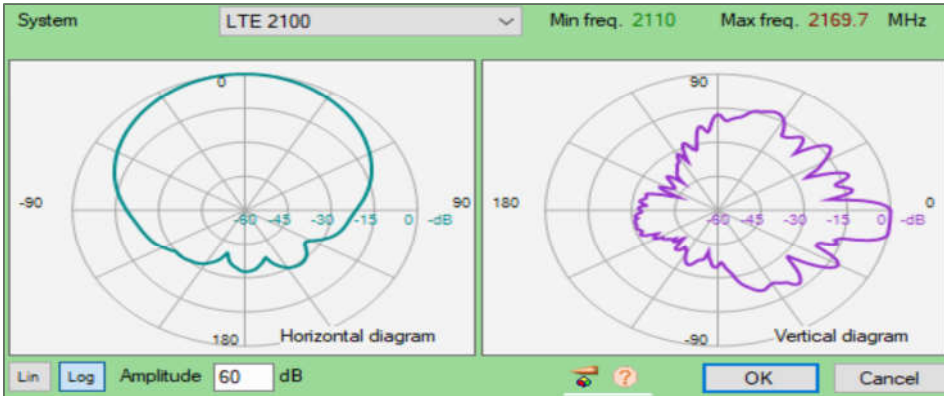 System LTE 2100 Min freq. 2110 Max freq. 2169.7 MHz
0
-90 90
-60 -45 -30 -15 0 -dB
180 Horizontal diagram
90
180 0
-60 -45 -30 -15 0 -dB
-90 Vertical diagram
Lin Log Amplitude 60 dB ? OK Cancel